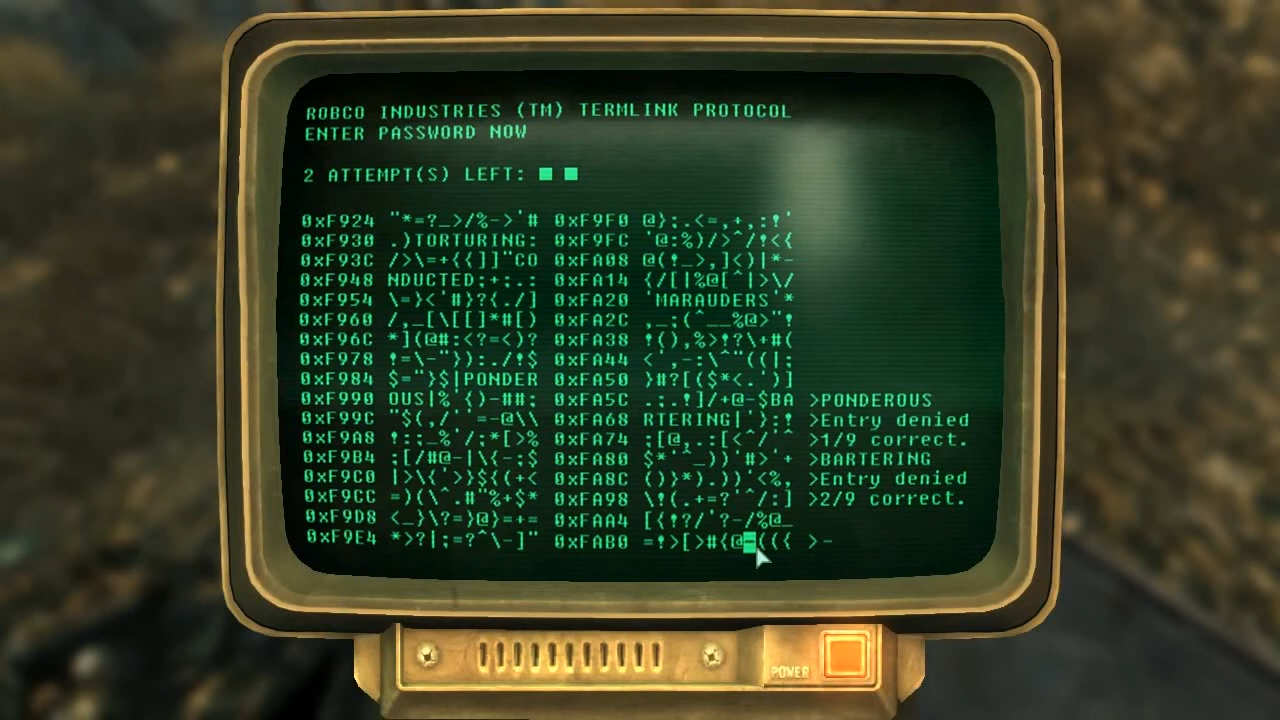 ROBCO INDUSTRIES (TM) TERMLINK PROTOCOL
ENTER PASSWORD NOW
2 ATTEMPT(S) LEFT:
0xF924 "*=?_>/%->'# 0xF9F0 @};.<=,+,:!'
0xF930 .)TORTURING: 0xF9FC '@:%)/>^/!<{
0xF93C />\=+{{]]"CO 0xFA08 @(!_>,]<)|*-
0xF948 NDUCTED:+;.: 0xFA14 {/[|%@[^|>\/
0xF954 \=}<'#}?{./] 0xFA20 'MARAUDERS'*
0xF960 /,_[\[[]*#[) 0xFA2C ,_;(^__%@>"!
0xF96C *](@#:<?=<)? 0xFA38 !(),%>!?\+#(
0xF978 !=\-"}):./!$ 0xFA44 <',-:\^"((|;
0xF984 $="}$|PONDER 0xFA50 }#?[($*<.')]
0xF990 OUS|%'{)-##; 0xFA5C .:.!]/+@-$BA >PONDEROUS
0xF99C "$(,/''=-@\\ 0xFA68 RTERING|'}:! >Entry denied
0xF9A8 !:;_%'/;*[>% 0xFA74 ;[@,.:[<^/'^ >1/9 correct.
0xF9B4 ;[/#@-|\{-;$ 0xFA80 $*'^_))'#>'+ >BARTERING
0xF9C0 |>\{'>}${(+< 0xFA8C ()}*).))'<%, >Entry denied
0xF9CC =)(\^.#"%+$* 0xFA98 \!(.+=?'^/:] >2/9 correct.
0xF9D8 <_}\?=}@}=+= 0xFAA4 [{!?/'?-/%@_
0xF9E4 *>?|;=?^\-]" 0xFAB0 =!>[>#{@-(({ >-
POWER